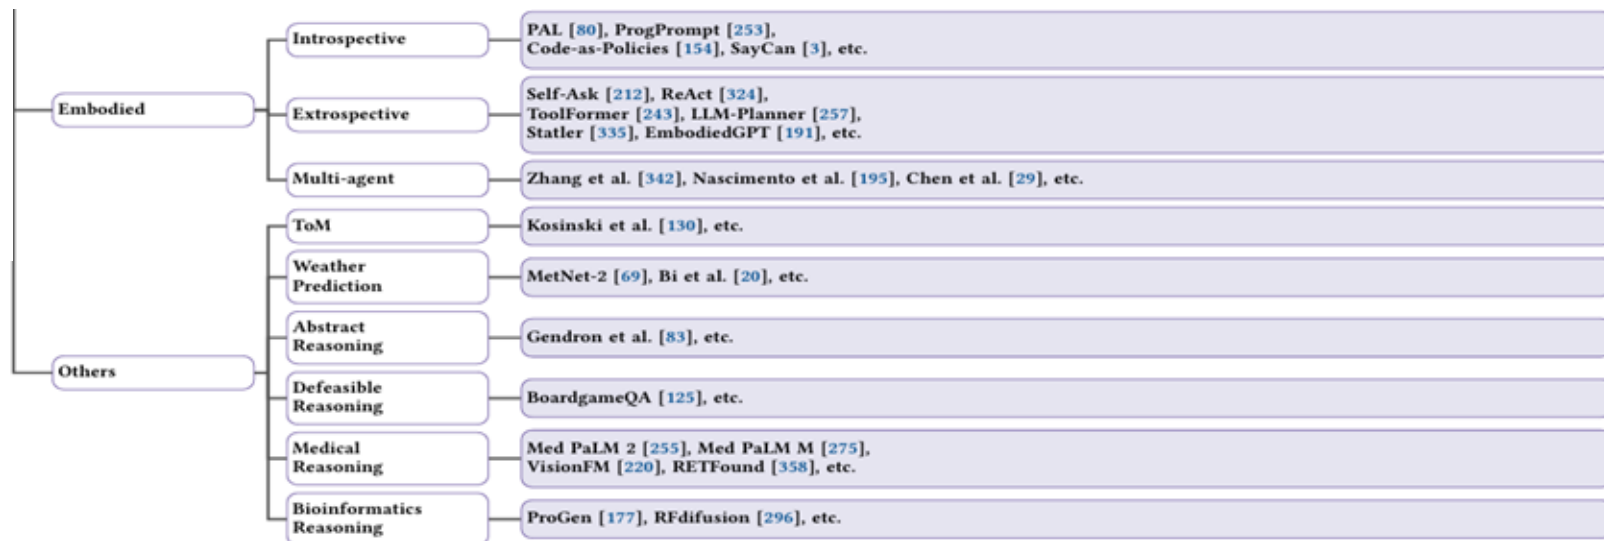 Embodied
Introspective
PAL [80], ProgPrompt [253],
Code-as-Policies [154], SayCan [3], etc.
Extrospective
Self-Ask [212], ReAct [324],
ToolFormer [243], LLM-Planner [257],
Statler [335], EmbodiedGPT [191], etc.
Multi-agent
Zhang et al. [342], Nascimento et al. [195], Chen et al. [29], etc.
Others
ToM
Kosinski et al. [130], etc.
Weather
Prediction
MetNet-2 [69], Bi et al. [20], etc.
Abstract
Reasoning
Gendron et al. [83], etc.
Defeasible
Reasoning
BoardgameQA [125], etc.
Medical
Reasoning
Med PaLM 2 [255], Med PaLM M [275],
VisionFM [220], RETFound [358], etc.
Bioinformatics
Reasoning
ProGen [177], RFdifusion [296], etc.